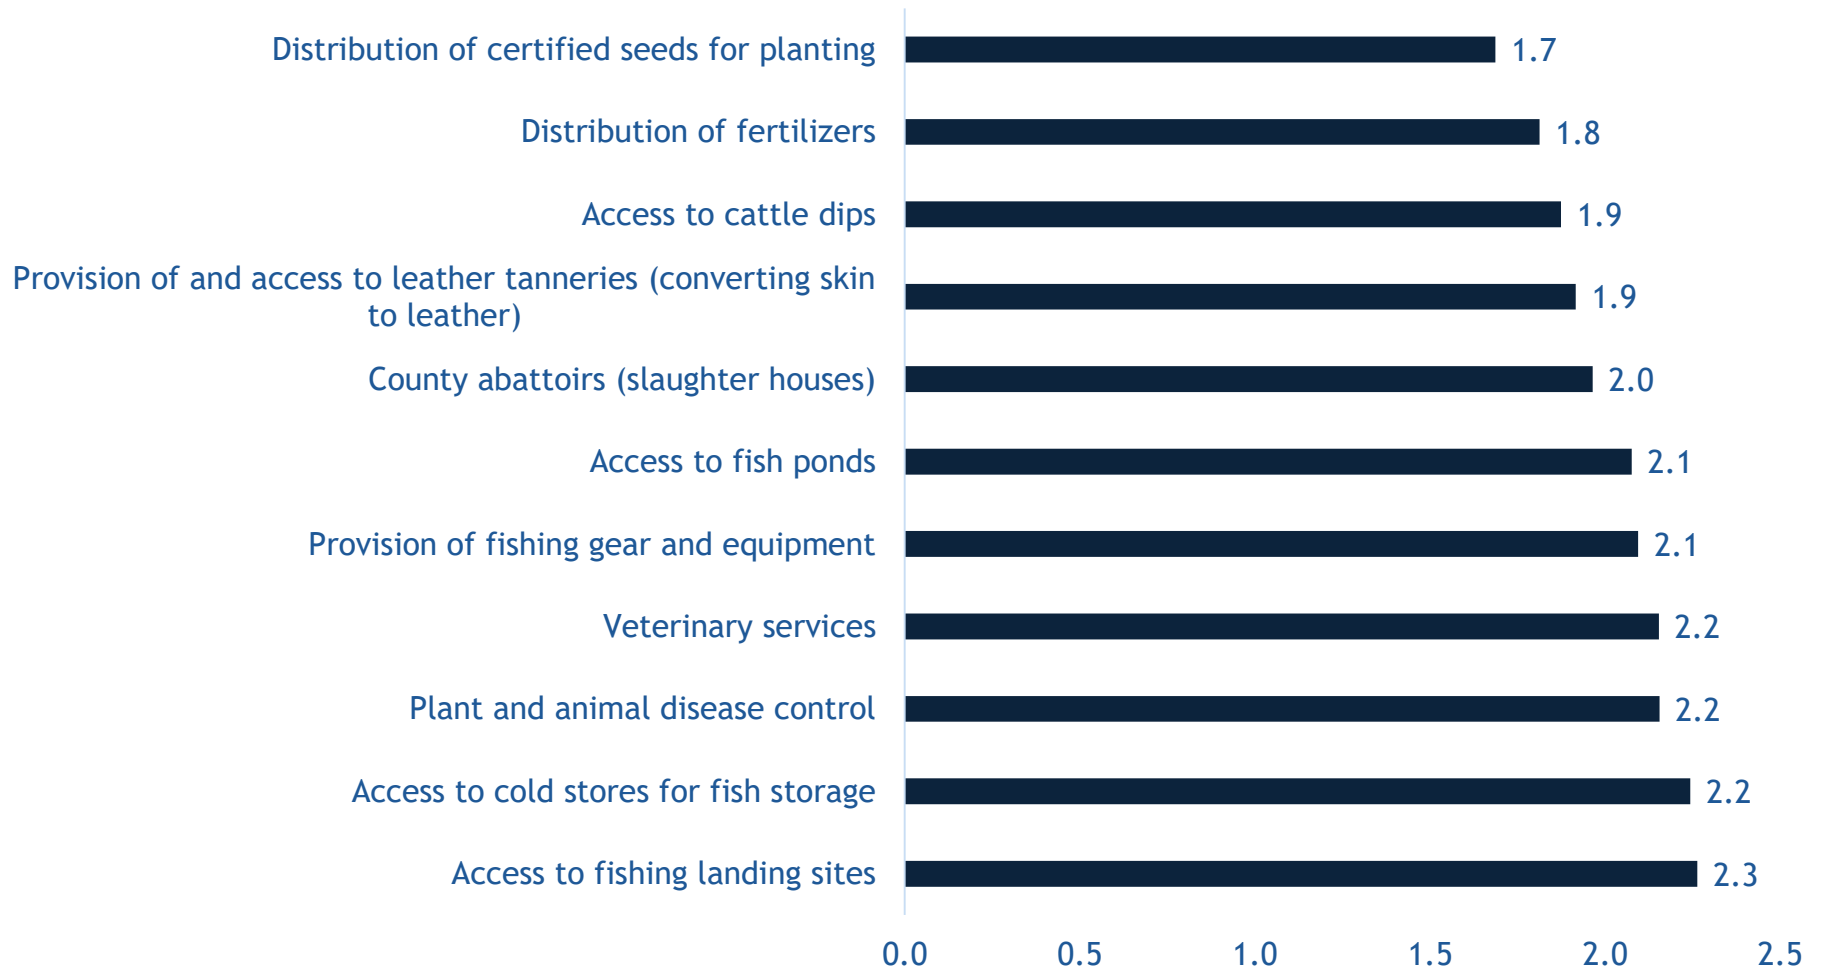 Distribution of certified seeds for planting 1.7
Distribution of fertilizers 1.8
Access to cattle dips 1.9
Provision of and access to leather tanneries (converting skin
to leather) 1.9
County abattoirs (slaughter houses) 2.0
Access to fish ponds 2.1
Provision of fishing gear and equipment 2.1
Veterinary services 2.2
Plant and animal disease control 2.2
Access to cold stores for fish storage 2.2
Access to fishing landing sites 2.3
0.0 0.5 1.0 1.5 2.0 2.5